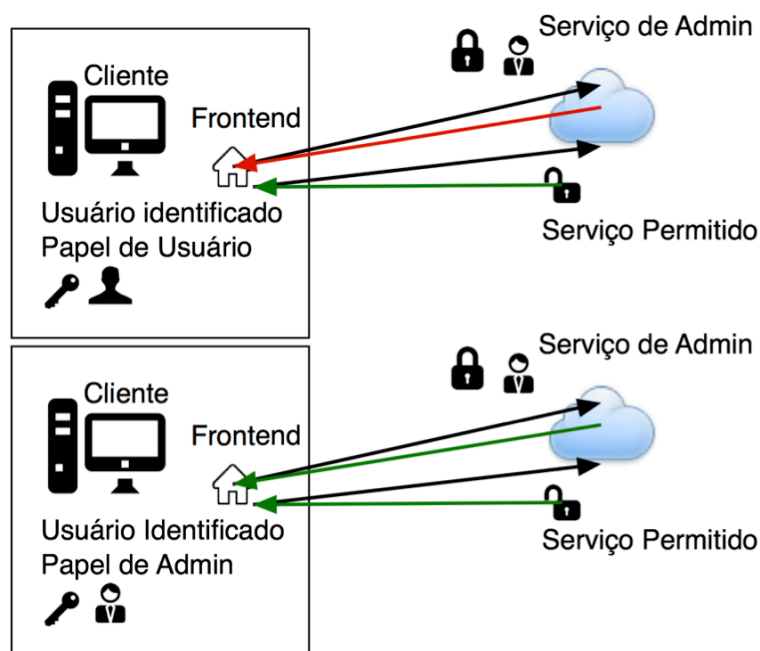 Serviço de Admin
Cliente
Frontend
Usuário identificado
Papel de Usuário
Serviço Permitido
Serviço de Admin
Cliente
Frontend
Usuário Identificado
Papel de Admin
Serviço Permitido